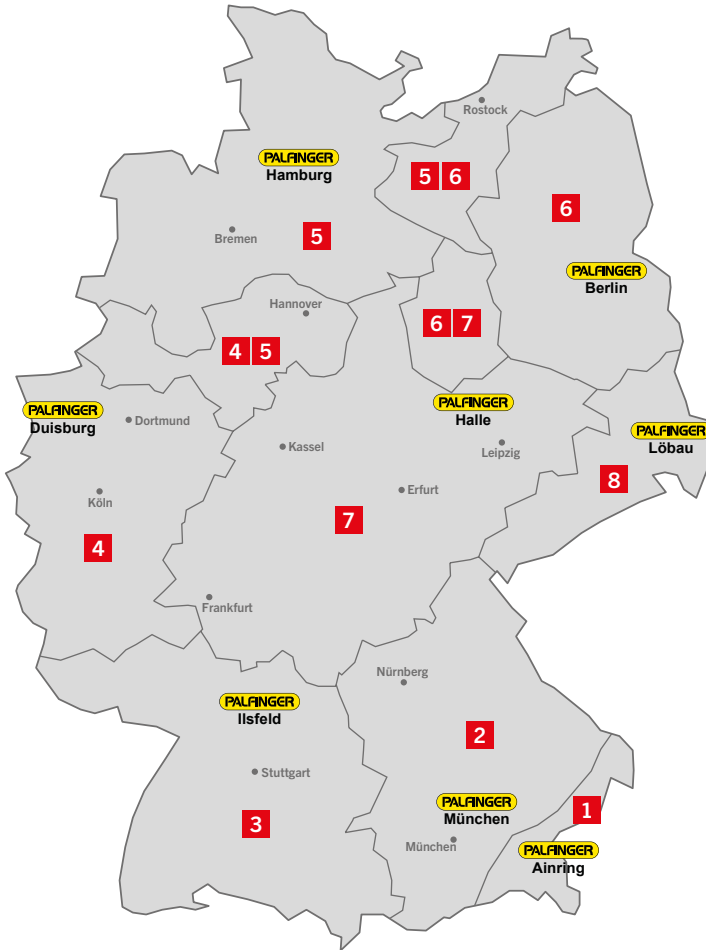 Rostock
PALFINGER
Hamburg
5 6
6
Bremen
5
PALFINGER
Berlin
Hannover
6 7
4 5
PALFINGER
Duisburg
Dortmund
PALFINGER
Halle
PALFINGER
Löbau
Kassel
Leipzig
8
Köln
Erfurt
7
4
Frankfurt
Nürnberg
PALFINGER
Ilsfeld
2
Stuttgart
PALFINGER
München
1
3
München
PALFINGER
Ainring